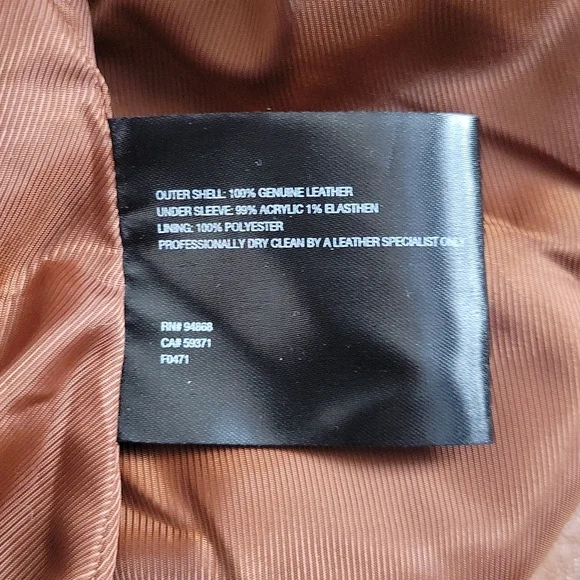 OUTER SHELL: 100% GENUINE LEATHER
UNDER SLEEVE: 99% ACRYLIC 1% ELASTHEN
LINING: 100% POLYESTER
PROFESSIONALLY DRY CLEAN BY A LEATHER SPECIALIST ONLY
RN# 94868
CA# 59371
F0471